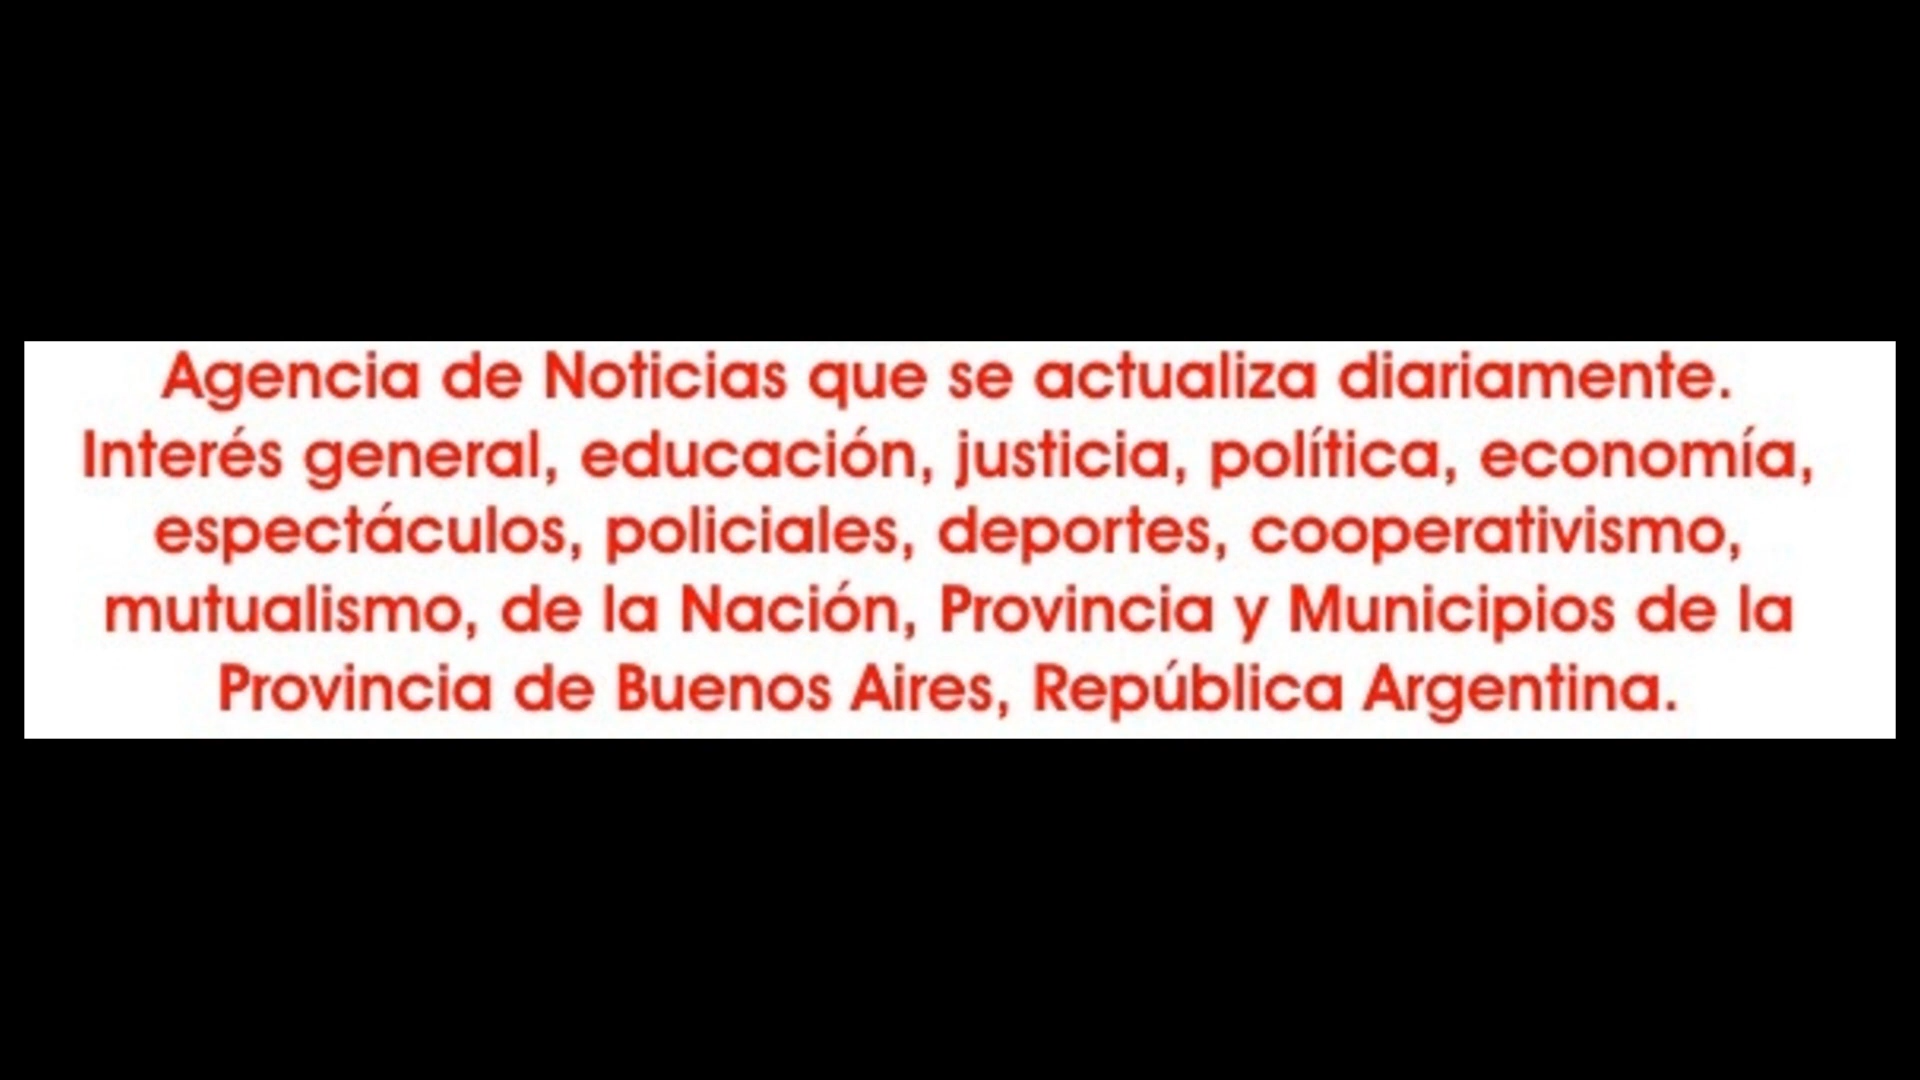 Agencia de Noticias que se actualiza diariamente.
Interés general, educación, justicia, política, economía,
espectáculos, policiales, deportes, cooperativismo,
mutualismo, de la Nación, Provincia y Municipios de la
Provincia de Buenos Aires, República Argentina.